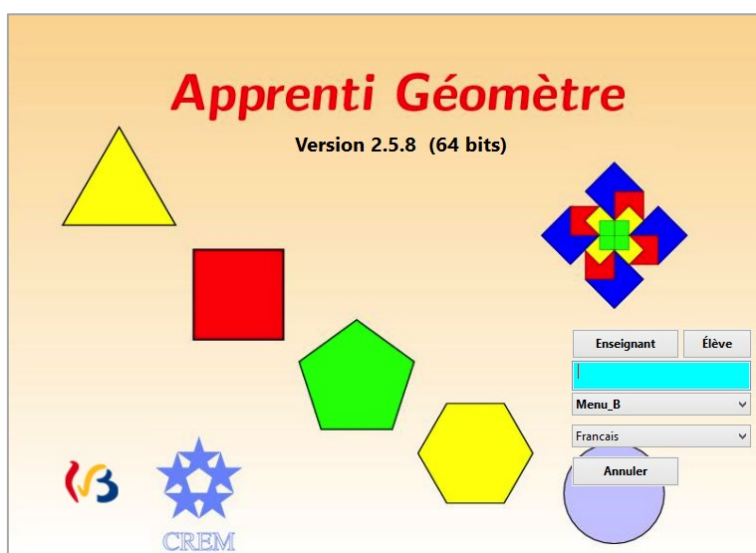 Apprenti Géomètre
Version 2.5.8 (64 bits)
Enseignant Élève
Menu_B
Francais
Annuler
CREM